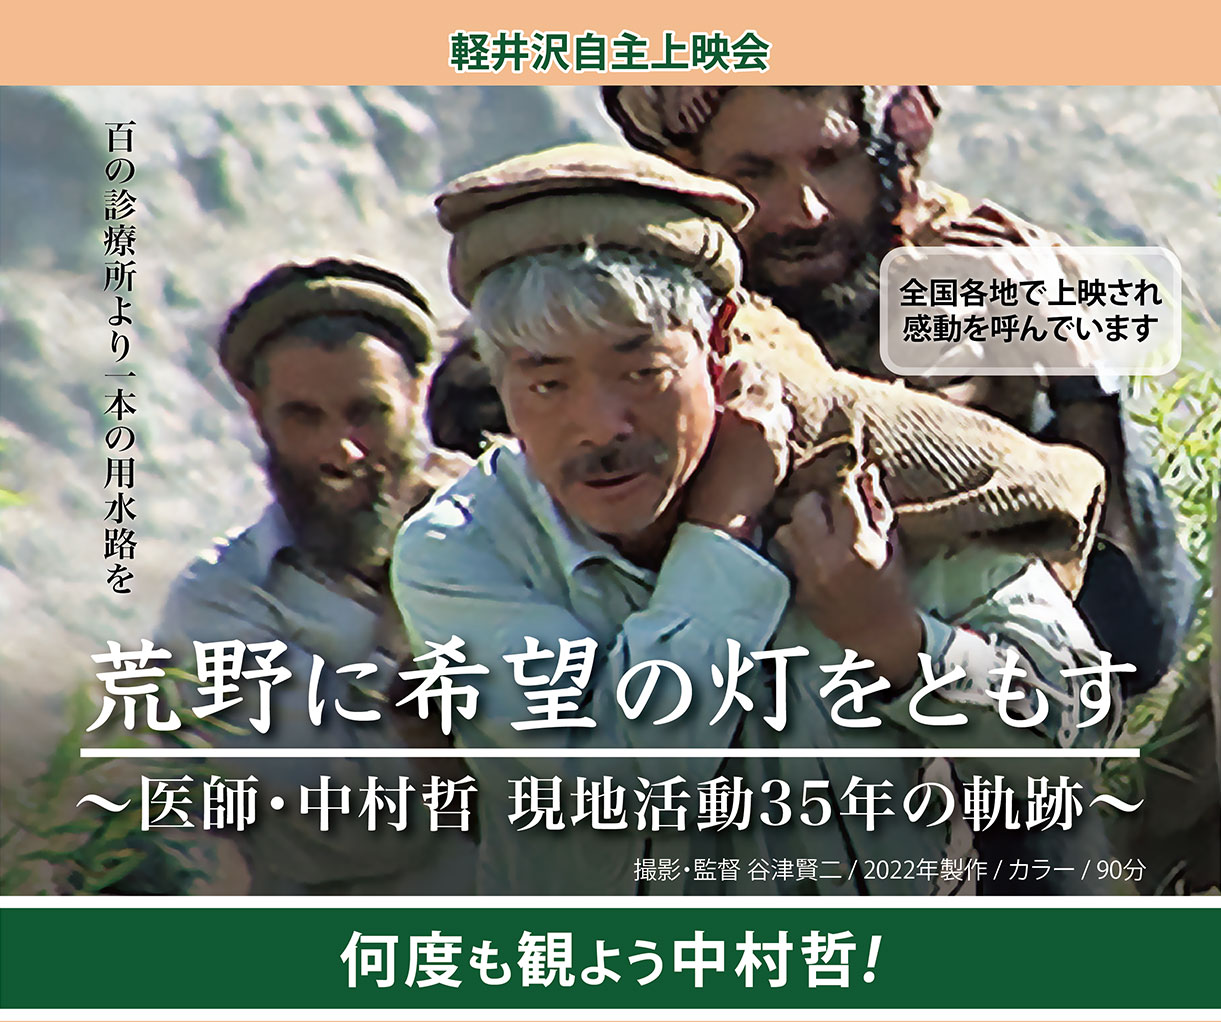 軽井沢自主上映会
百の診療所より一本の用水路を
全国各地で上映され
感動を呼んでいます
荒野に希望の灯をともす
～医師・中村哲 現地活動35年の軌跡～
撮影・監督 谷津賢二 / 2022年製作 / カラー / 90分
何度も観よう中村哲!